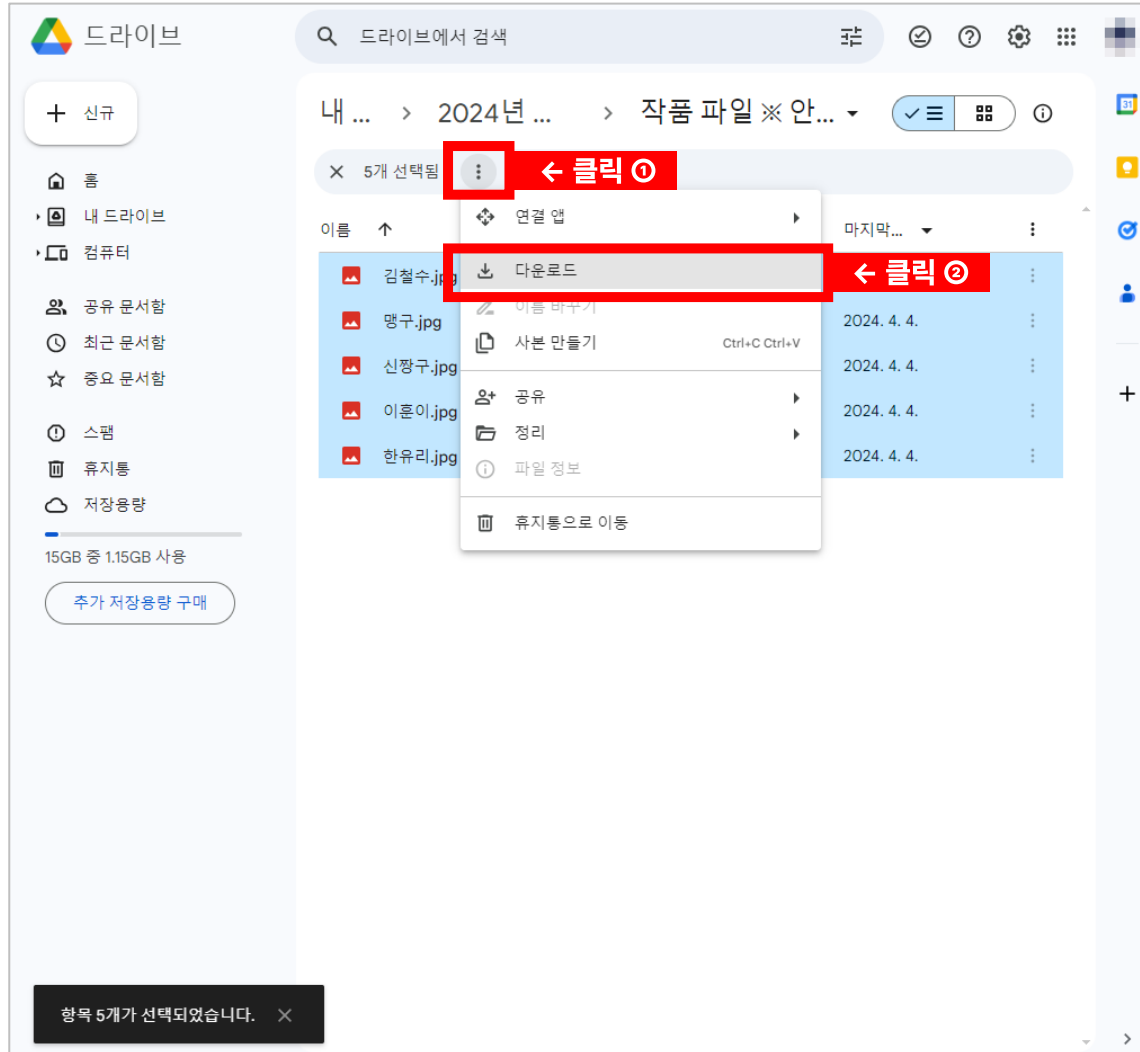 드라이브
드라이브에서 검색
31
신규
내 ... > 2024년 ... > 작품 파일 ※ 안...
5개 선택됨
← 클릭 ①
홈
내 드라이브
컴퓨터
공유 문서함
최근 문서함
중요 문서함
스팸
휴지통
저장용량
15GB 중 1.15GB 사용
추가 저장용량 구매
이름
마지막...
연결 앱
다운로드
← 클릭 ②
이름 바꾸기
사본 만들기 Ctrl+C Ctrl+V
공유
정리
파일 정보
휴지통으로 이동
김철수.jpg
맹구.jpg 2024. 4. 4.
신짱구.jpg 2024. 4. 4.
이훈이.jpg 2024. 4. 4.
한유리.jpg 2024. 4. 4.
항목 5개가 선택되었습니다.